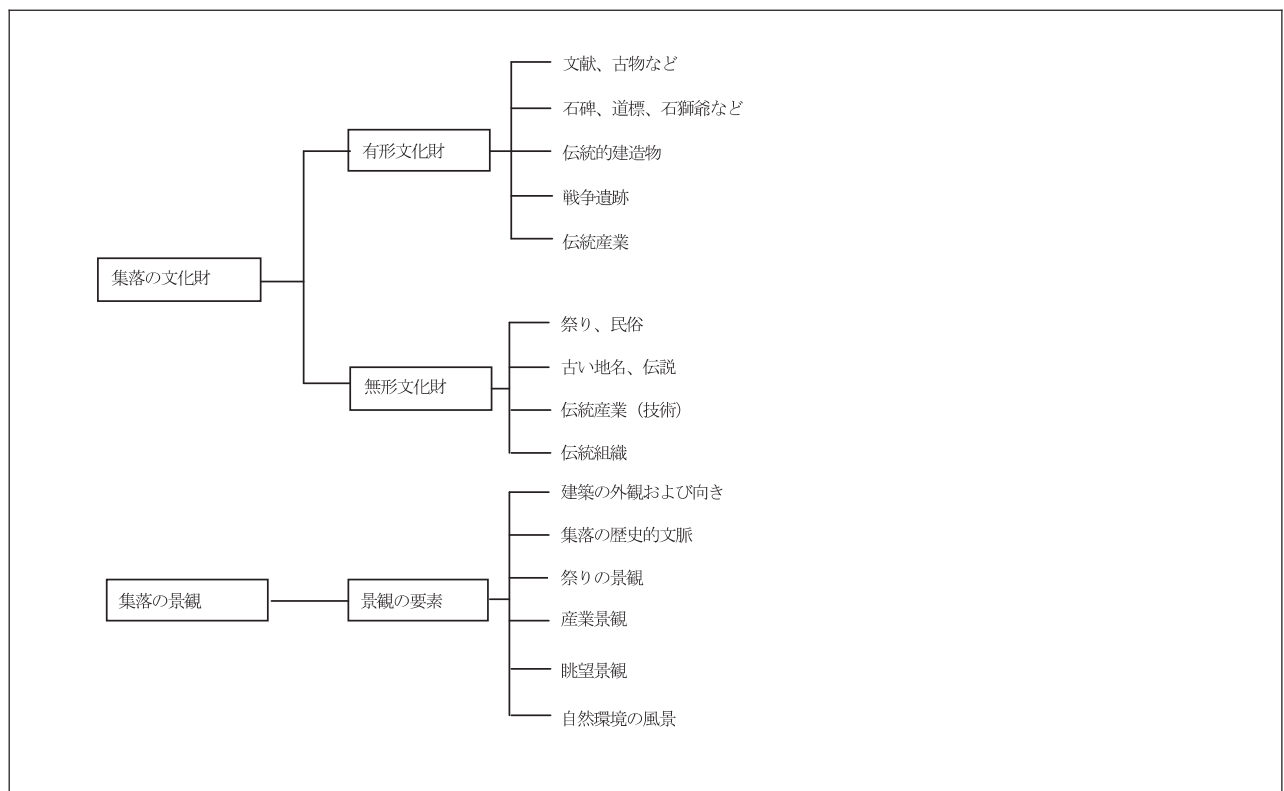 集落の文化財
有形文化財
文献、古物など
石碑、道標、石獅爺など
伝統的建造物
戦争遺跡
伝統産業
無形文化財
祭り、民俗
古い地名、伝説
伝統産業（技術）
伝統組織
集落の景観
景観の要素
建築の外観および向き
集落の歴史的文脈
祭りの景観
産業景観
眺望景観
自然環境の風景